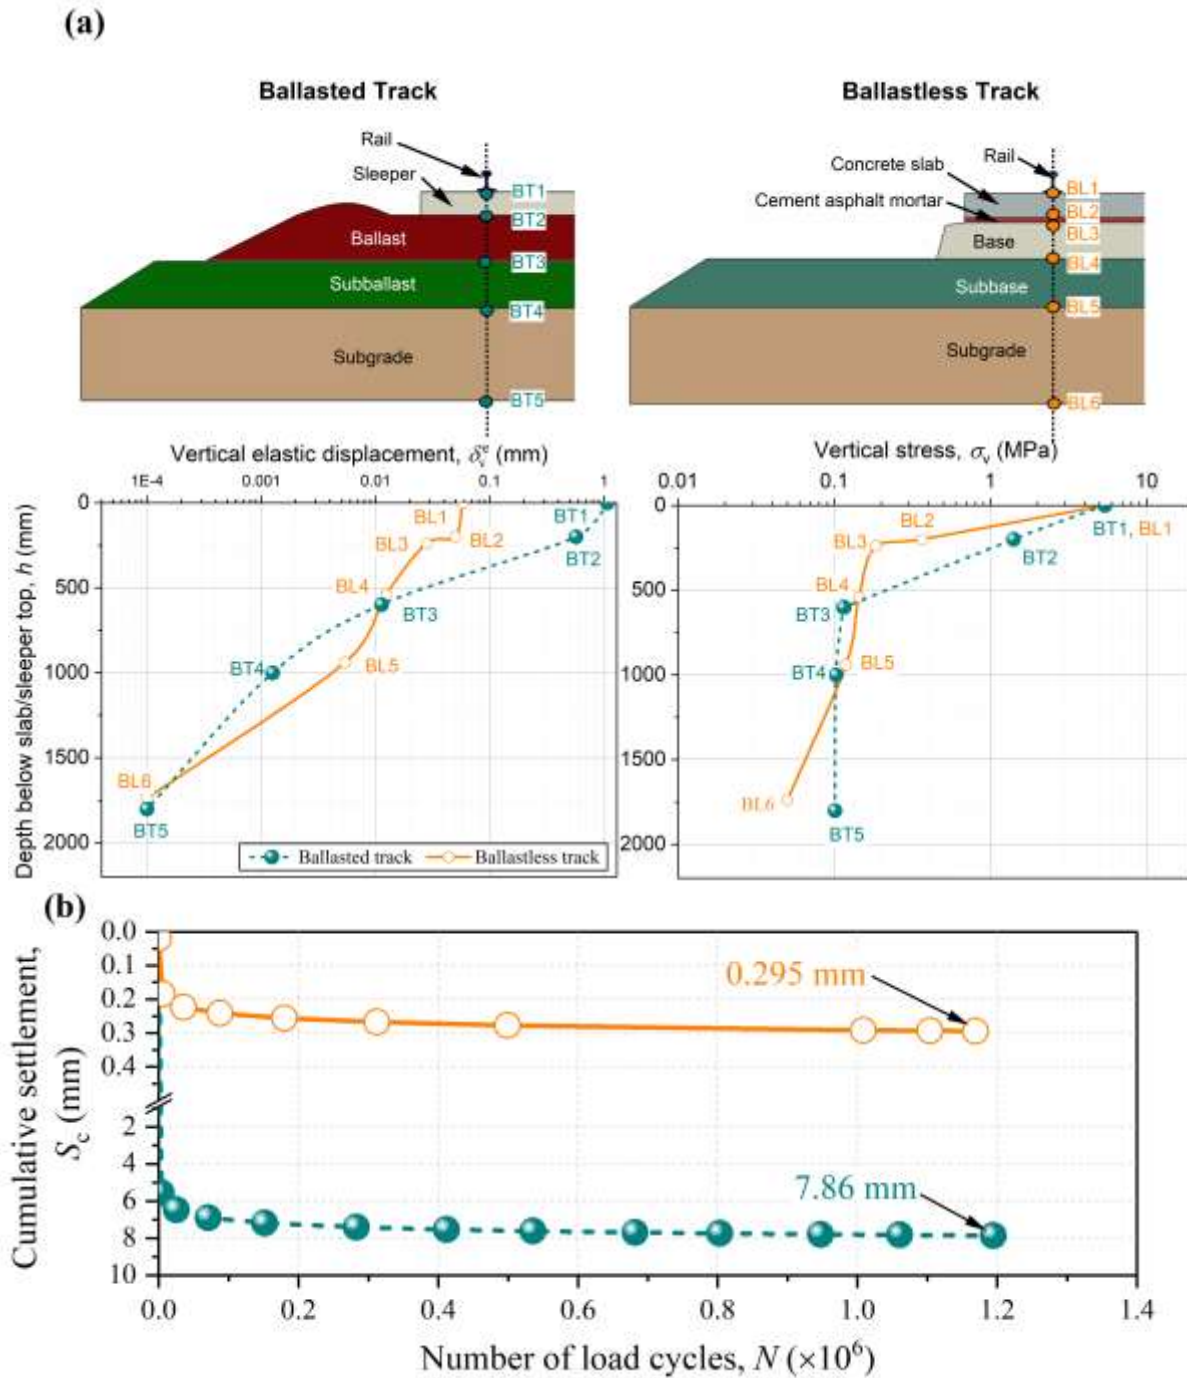 (a)
Ballasted Track
Rail
Sleeper
BT1
BT2
Ballast
BT3
Subballast
BT4
Subgrade
BT5
Ballastless Track
Concrete slab
Rail
Cement asphalt mortar
BL1
BL2
BL3
Base
BL4
Subbase
BL5
Subgrade
BL6
Vertical elastic displacement, δᵥᵉ (mm)
1E-4 0.001 0.01 0.1 1
Depth below slab/sleeper top, h (mm)
0
500
1000
1500
2000
BL1
BT1
BL3
BL2
BT2
BL4
BT3
BT4
BL5
BL6
BT5
Ballasted track
Ballastless track
Vertical stress, σᵥ (MPa)
0.01 0.1 1 10
0
500
1000
1500
2000
BL2
BT1, BL1
BL3
BT2
BL4
BT3
BT4
BL5
BL6
BT5
(b)
Cumulative settlement,
S_c (mm)
0.0
0.1
0.2
0.3
0.4
2
4
6
8
10
0.295 mm
7.86 mm
0.0 0.2 0.4 0.6 0.8 1.0 1.2 1.4
Number of load cycles, N (×10⁶)